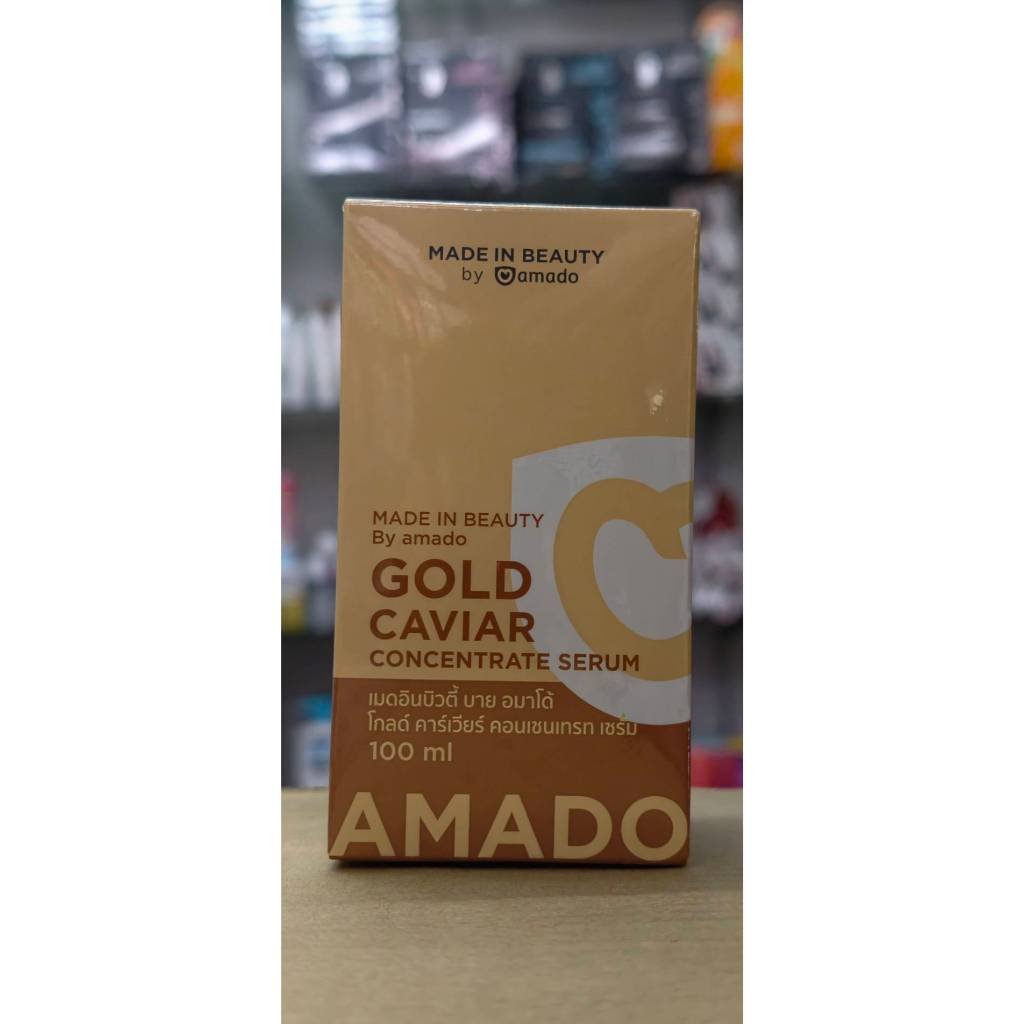 MADE IN BEAUTY
by amado
MADE IN BEAUTY
By amado
GOLD
CAVIAR
CONCENTRATE SERUM
เมดอินบิวตี้ บาย อมาโด้
โกลด์ คาร์เวียร์ คอนเซนเทรท เซรั่ม
100 ml
AMADO